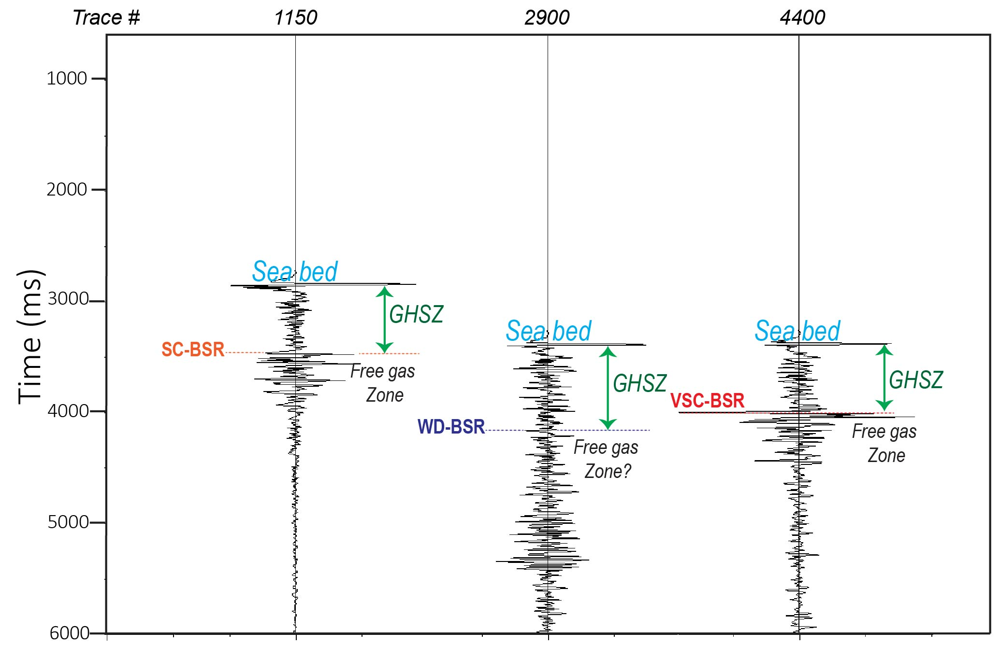 Trace # 1150 2900 4400
1000
2000
Sea bed
3000
GHSZ
Sea bed
Sea bed
SC-BSR
Free gas
Zone
GHSZ
GHSZ
VSC-BSR
4000
WD-BSR
Free gas
Zone
Free gas
Zone?
5000
6000
Time (ms)